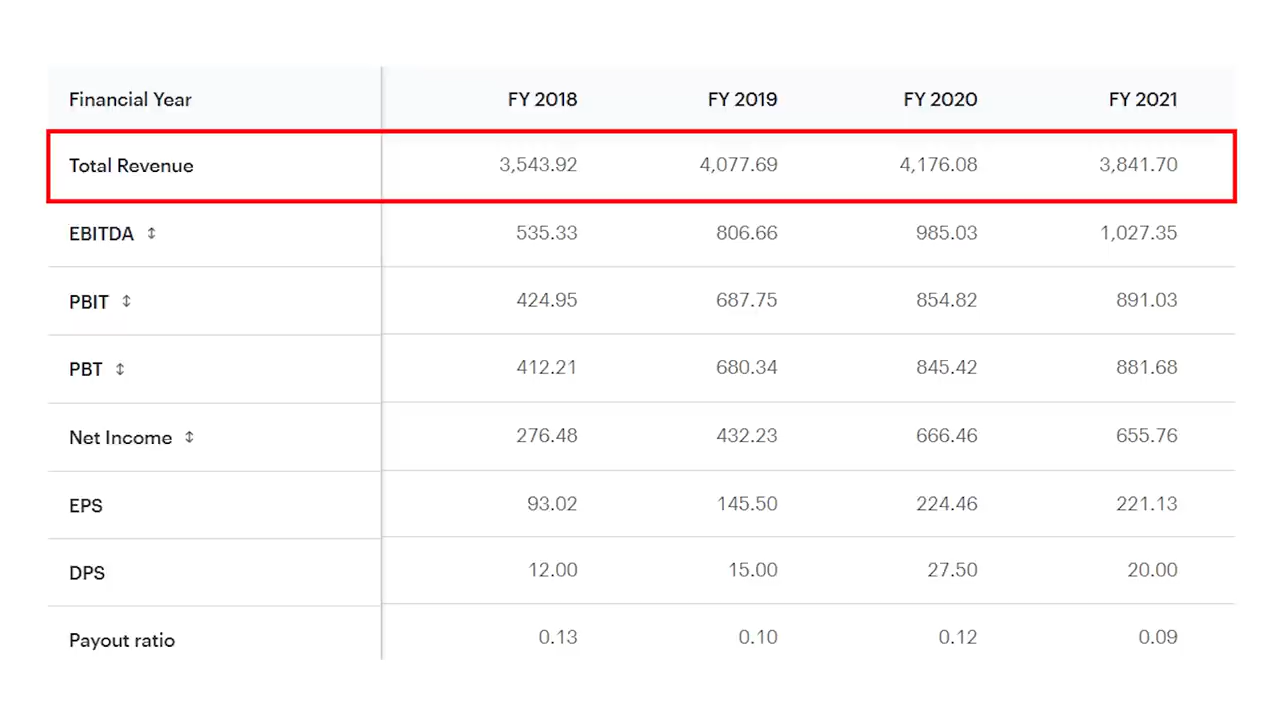 Financial Year FY 2018 FY 2019 FY 2020 FY 2021
Total Revenue 3,543.92 4,077.69 4,176.08 3,841.70
EBITDA ↕ 535.33 806.66 985.03 1,027.35
PBIT ↕ 424.95 687.75 854.82 891.03
PBT ↕ 412.21 680.34 845.42 881.68
Net Income ↕ 276.48 432.23 666.46 655.76
EPS 93.02 145.50 224.46 221.13
DPS 12.00 15.00 27.50 20.00
Payout ratio 0.13 0.10 0.12 0.09